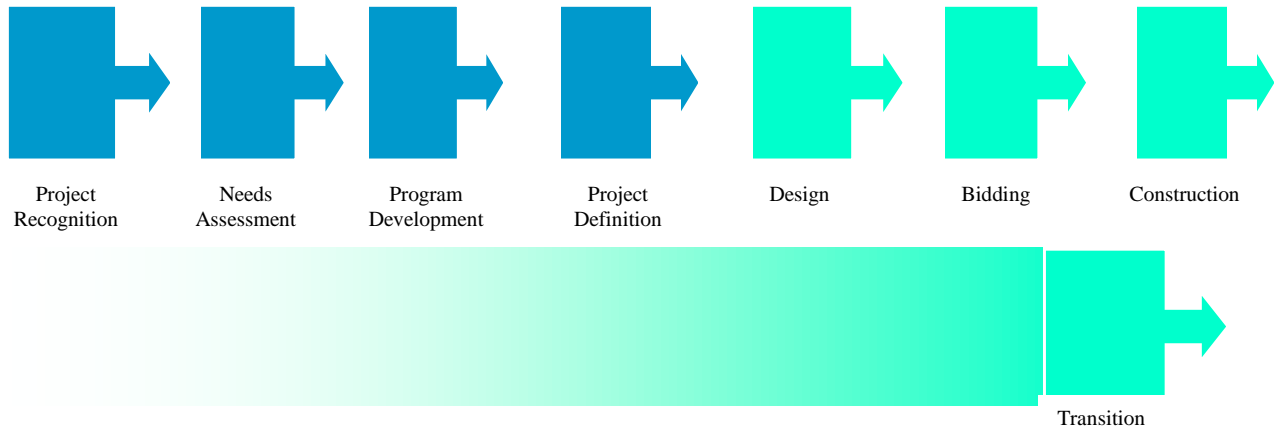 Project
Recognition
Needs
Assessment
Program
Development
Project
Definition
Design
Bidding
Construction
Transition